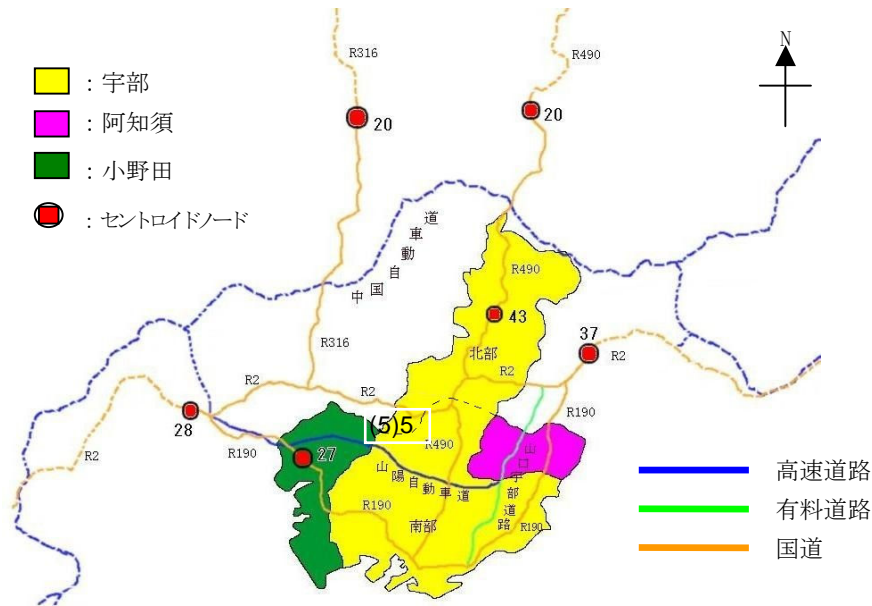 R316
R490
N
: 宇部
: 阿知須
: 小野田
: セントロイドノード
20
20
中国自動車道
R490
43
37
R316
北部
R2
R2
R2
R2
28
(5)5
R190
R190
27
R490
山口宇部道路
山陽自動車道
R2
R190
南部
R190
高速道路
有料道路
国道